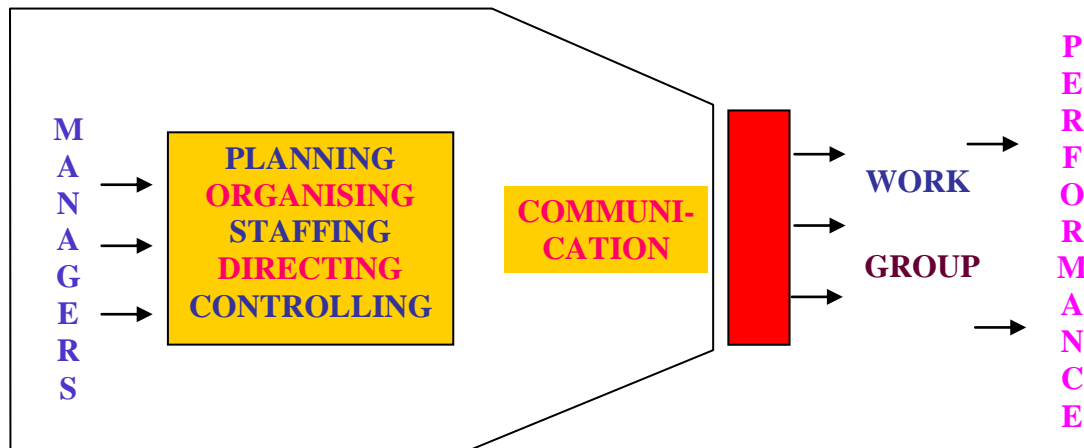 MANAGERS
PLANNING
ORGANISING
STAFFING
DIRECTING
CONTROLLING
COMMUNI-
CATION
WORK
GROUP
PERFORMANCE